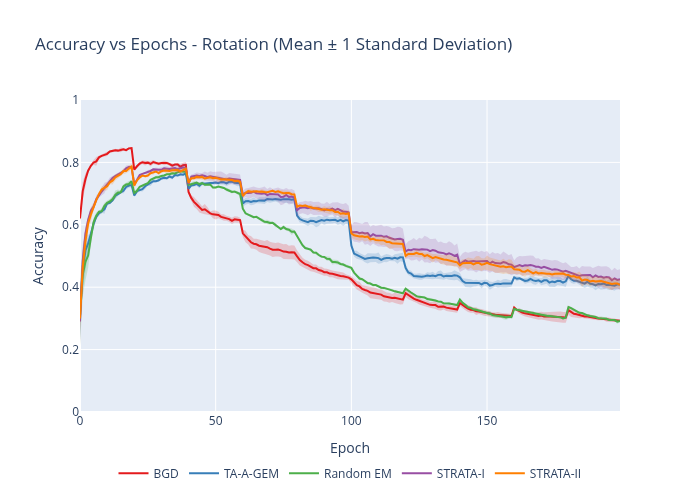 Accuracy vs Epochs - Rotation (Mean ± 1 Standard Deviation)
1
0.8
0.6
0.4
0.2
0
Accuracy
0 50 100 150
Epoch
BGD TA-A-GEM Random EM STRATA-I STRATA-II